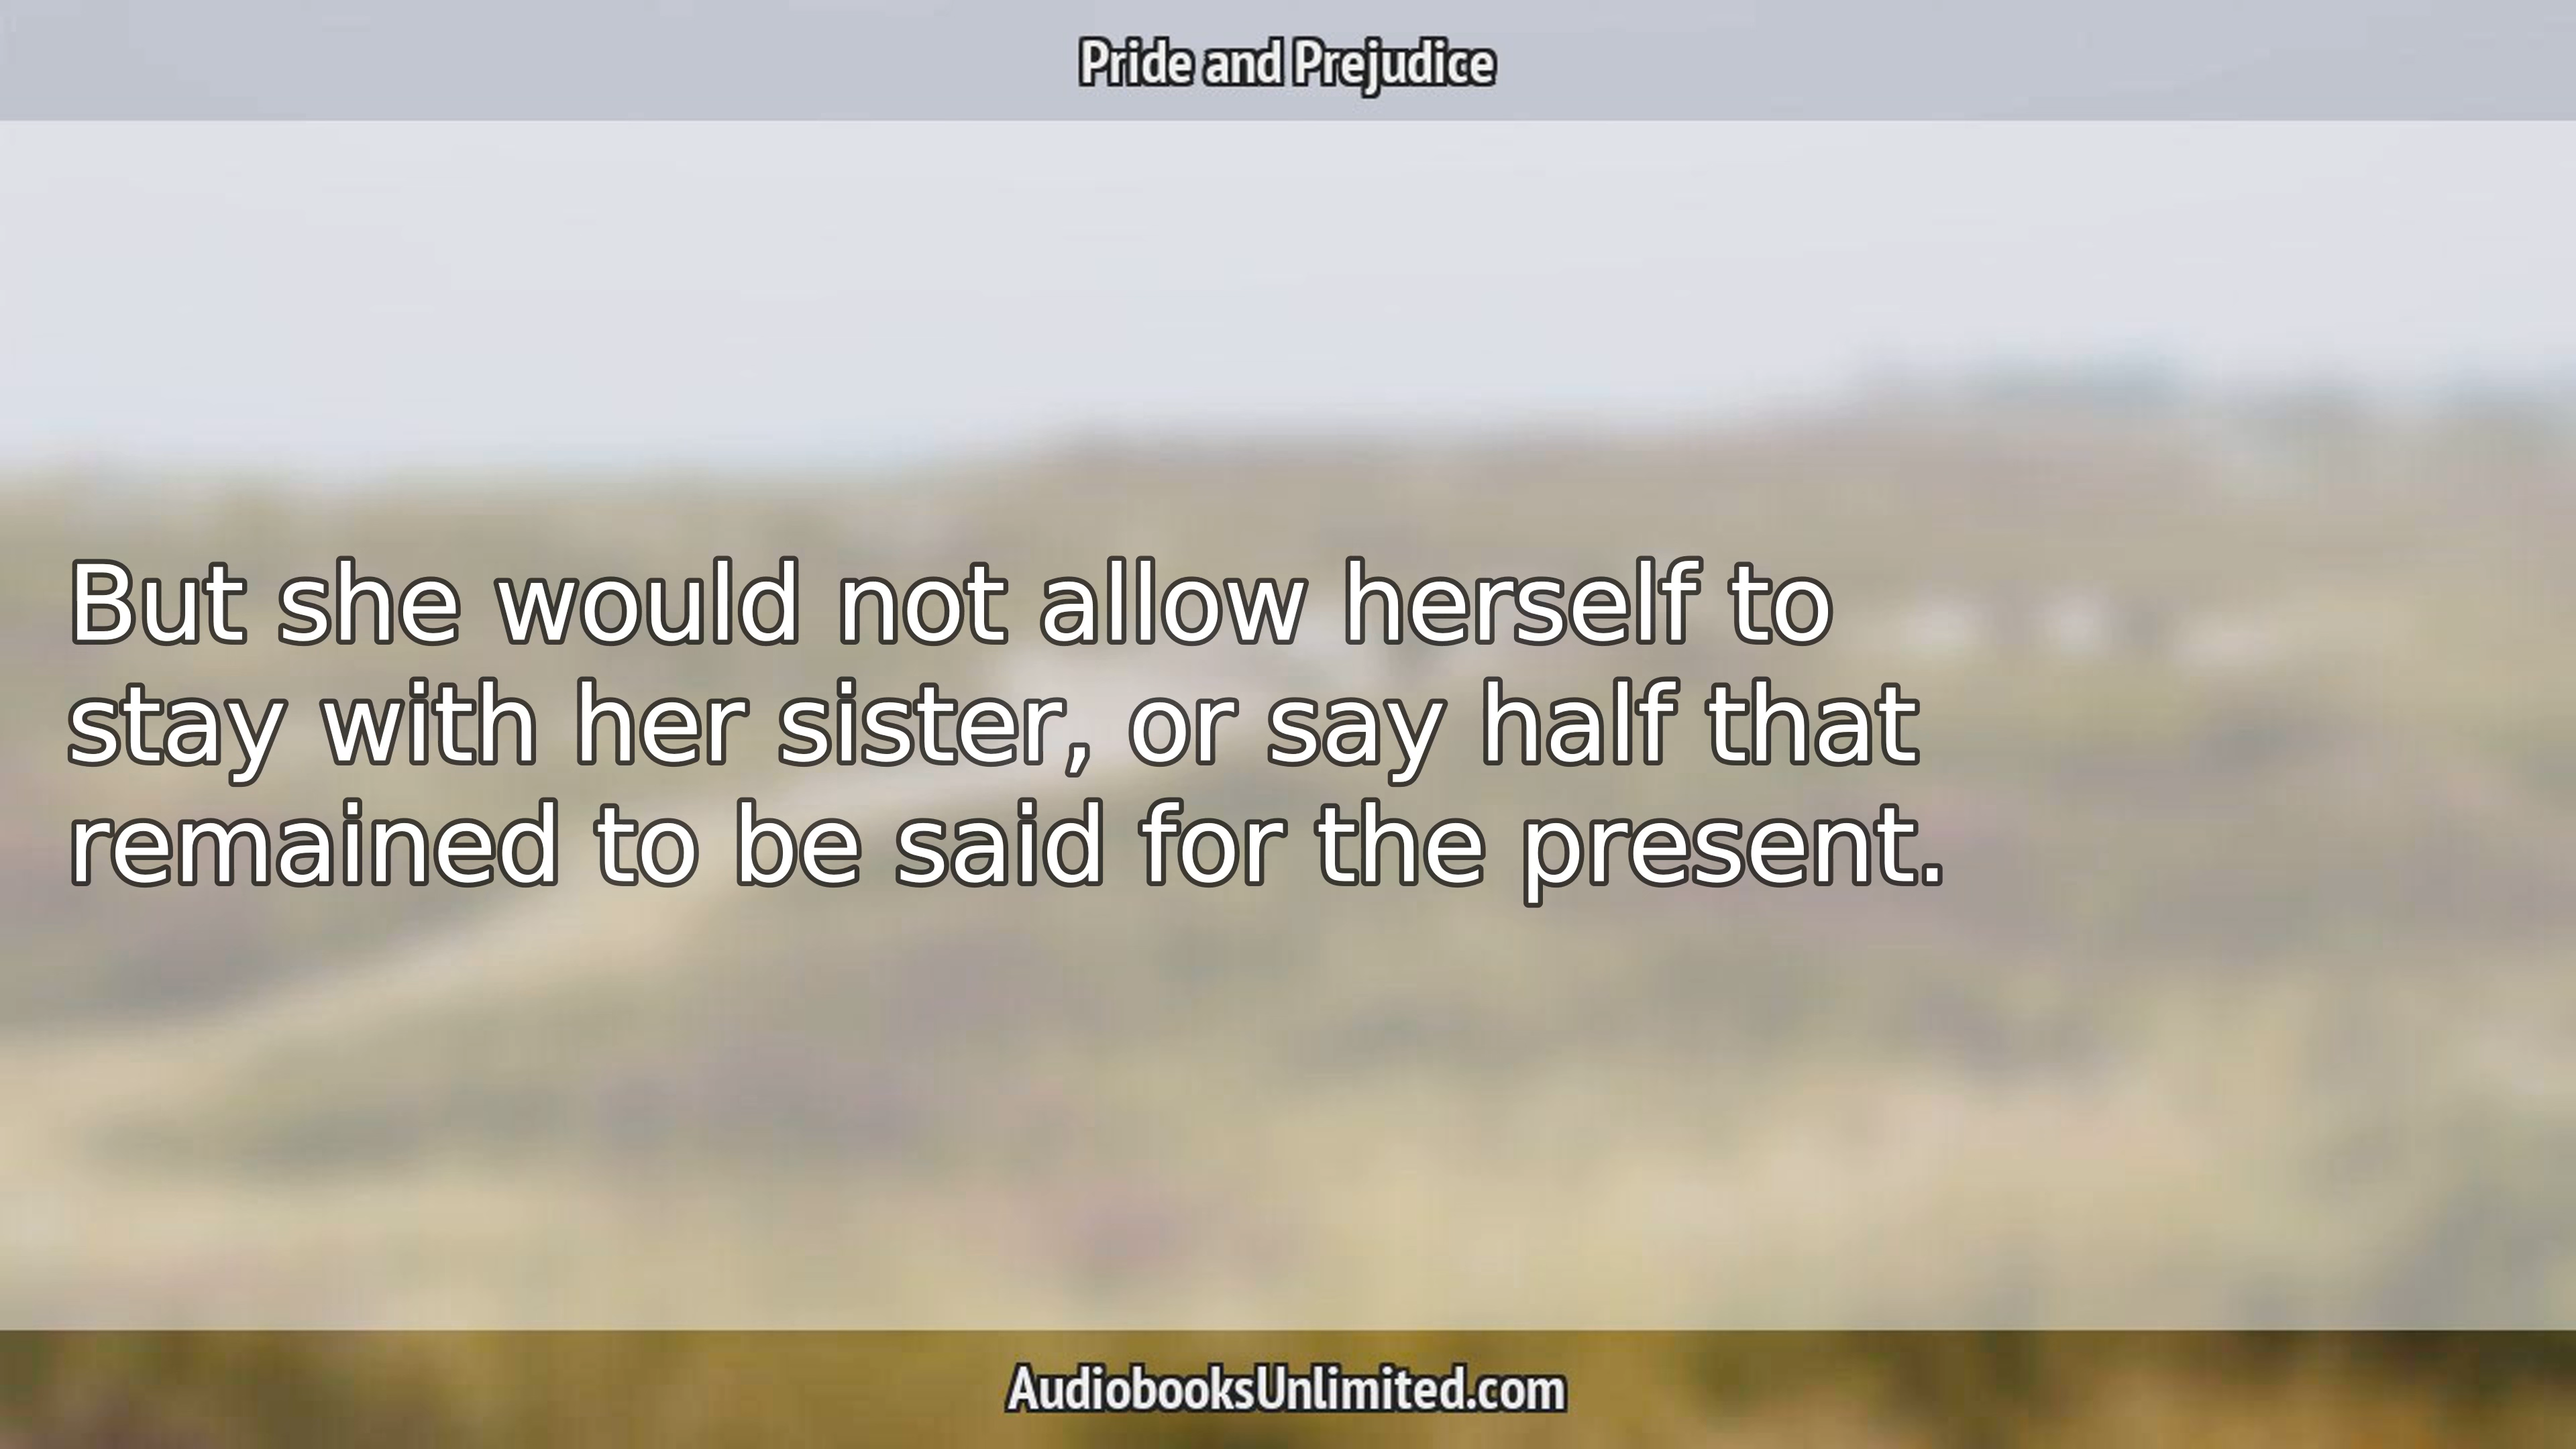 Pride and Prejudice
But she would not allow herself to
stay with her sister, or say half that
remained to be said for the present.
AudiobooksUnlimited.com